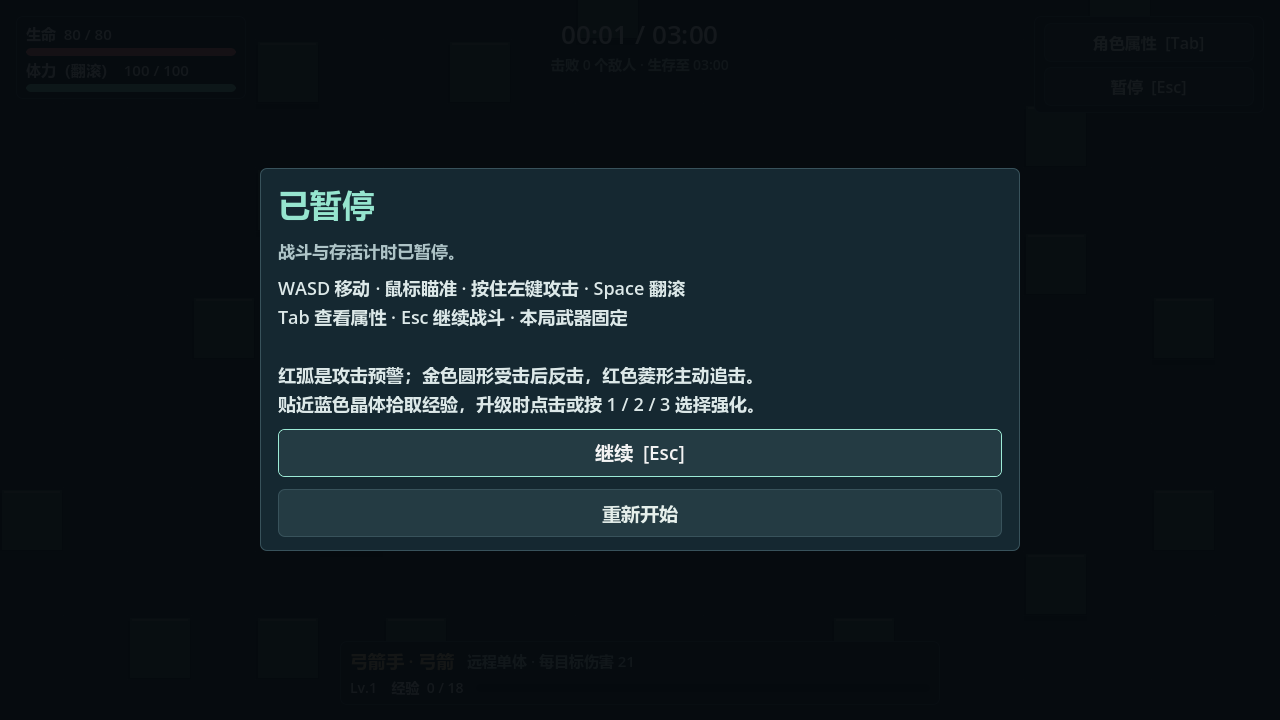 生命 80 / 80
体力（翻滚） 100 / 100
00:01 / 03:00
击败 0 个敌人 · 生存至 03:00
角色属性 [Tab]
暂停 [Esc]
已暂停
战斗与存活计时已暂停。
WASD 移动 · 鼠标瞄准 · 按住左键攻击 · Space 翻滚
Tab 查看属性 · Esc 继续战斗 · 本局武器固定
红弧是攻击预警；金色圆形受击后反击，红色菱形主动追击。
贴近蓝色晶体拾取经验，升级时点击或按 1 / 2 / 3 选择强化。
继续 [Esc]
重新开始
弓箭手 · 弓箭 远程单体 · 每目标伤害 21
Lv.1 经验 0 / 18